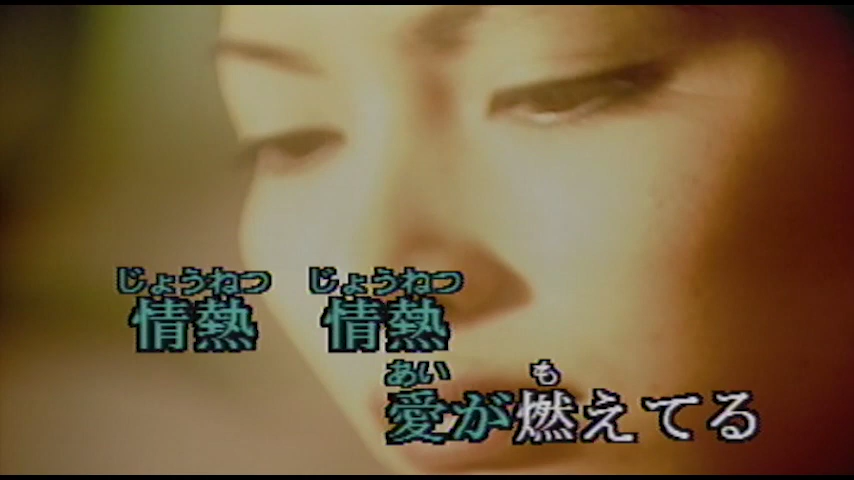 じょうねつ じょうねつ
情熱 情熱
あい も
愛が燃えてる